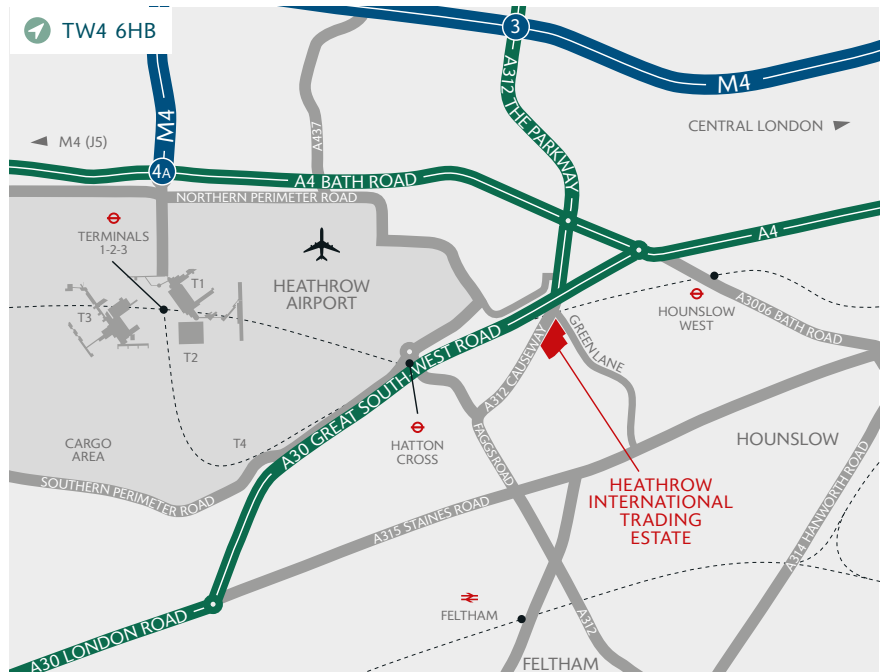 TW4 6HB
3
M4
A312 THE PARKWAY
A437
M4
CENTRAL LONDON
M4 (J5)
4A
A4 BATH ROAD
NORTHERN PERIMETER ROAD
A4
TERMINALS
1-2-3
T1
HEATHROW
AIRPORT
HOUNSLOW
WEST
A3006 BATH ROAD
T3
T2
GREENLANE
A312 CAUSEWAY
A30 GREAT SOUTH WEST ROAD
HATTON
CROSS
FAGGS ROAD
CARGO
AREA
T4
HOUNSLOW
SOUTHERN PERIMETER ROAD
HEATHROW
INTERNATIONAL
TRADING
ESTATE
A315 STAINES ROAD
A314 HANWORTH ROAD
FELTHAM
A312
A30 LONDON ROAD
FELTHAM